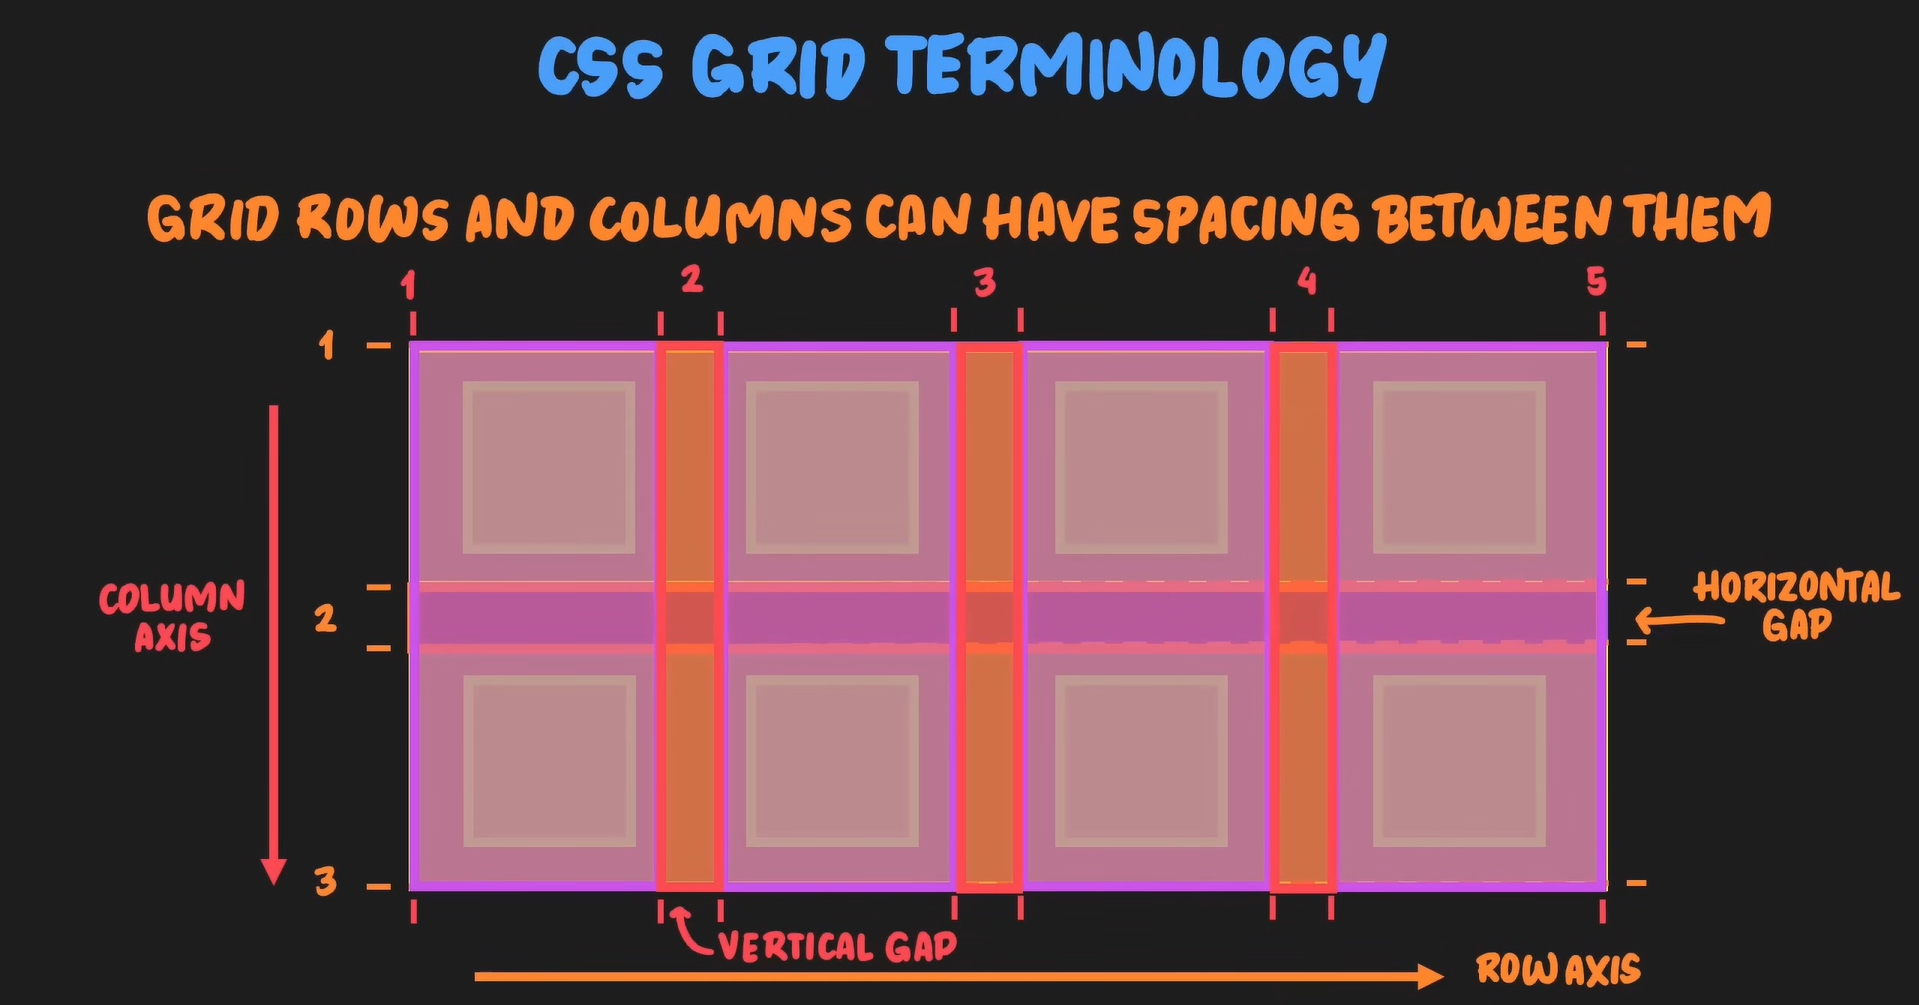 CSS GRID TERMINOLOGY
GRID ROWS AND COLUMNS CAN HAVE SPACING BETWEEN THEM
1 2 3 4 5
1
COLUMN
AXIS
2
HORIZONTAL
GAP
3
VERTICAL GAP
ROW AXIS